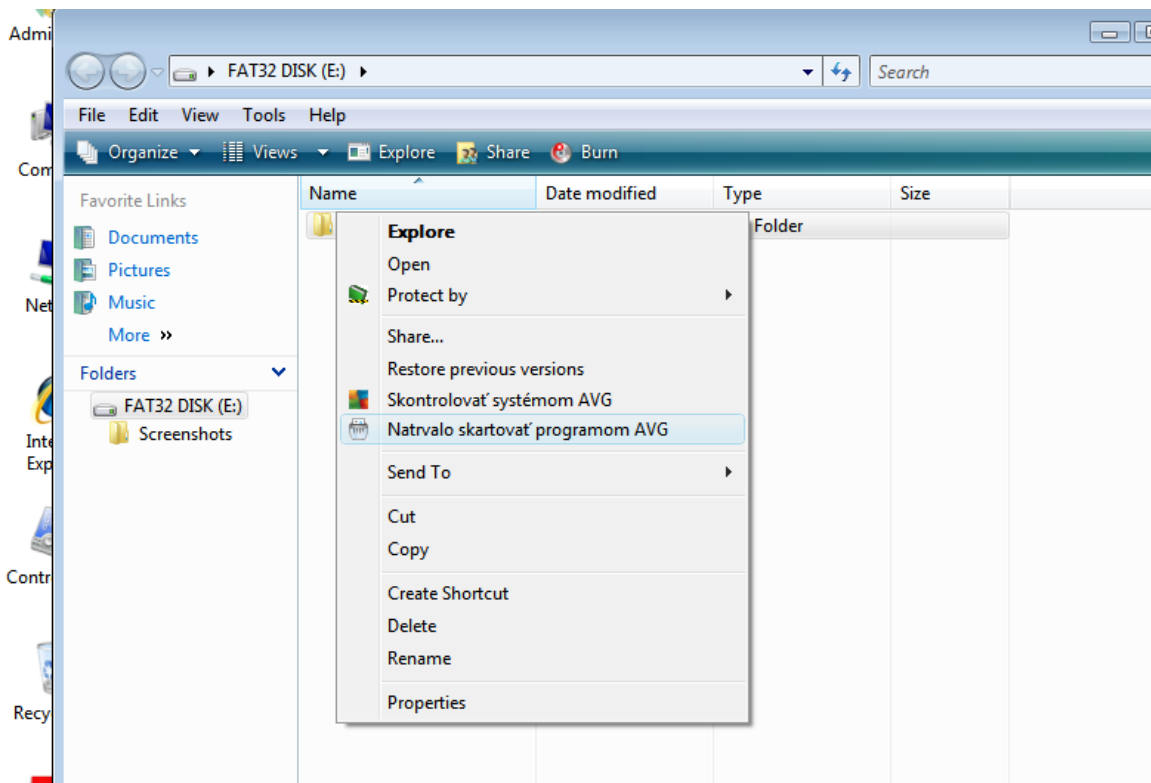 Admi
FAT32 DISK (E:)
Search
File Edit View Tools Help
Organize Views Explore Share Burn
Com
Favorite Links
Name Date modified Type Size
Folder
Documents
Pictures
Music
More »
Net
Folders
FAT32 DISK (E:)
Screenshots
Inte
Exp
Contr
Recy
Explore
Open
Protect by
Share...
Restore previous versions
Skontrolovať systémom AVG
Natrvalo skartovať programom AVG
Send To
Cut
Copy
Create Shortcut
Delete
Rename
Properties